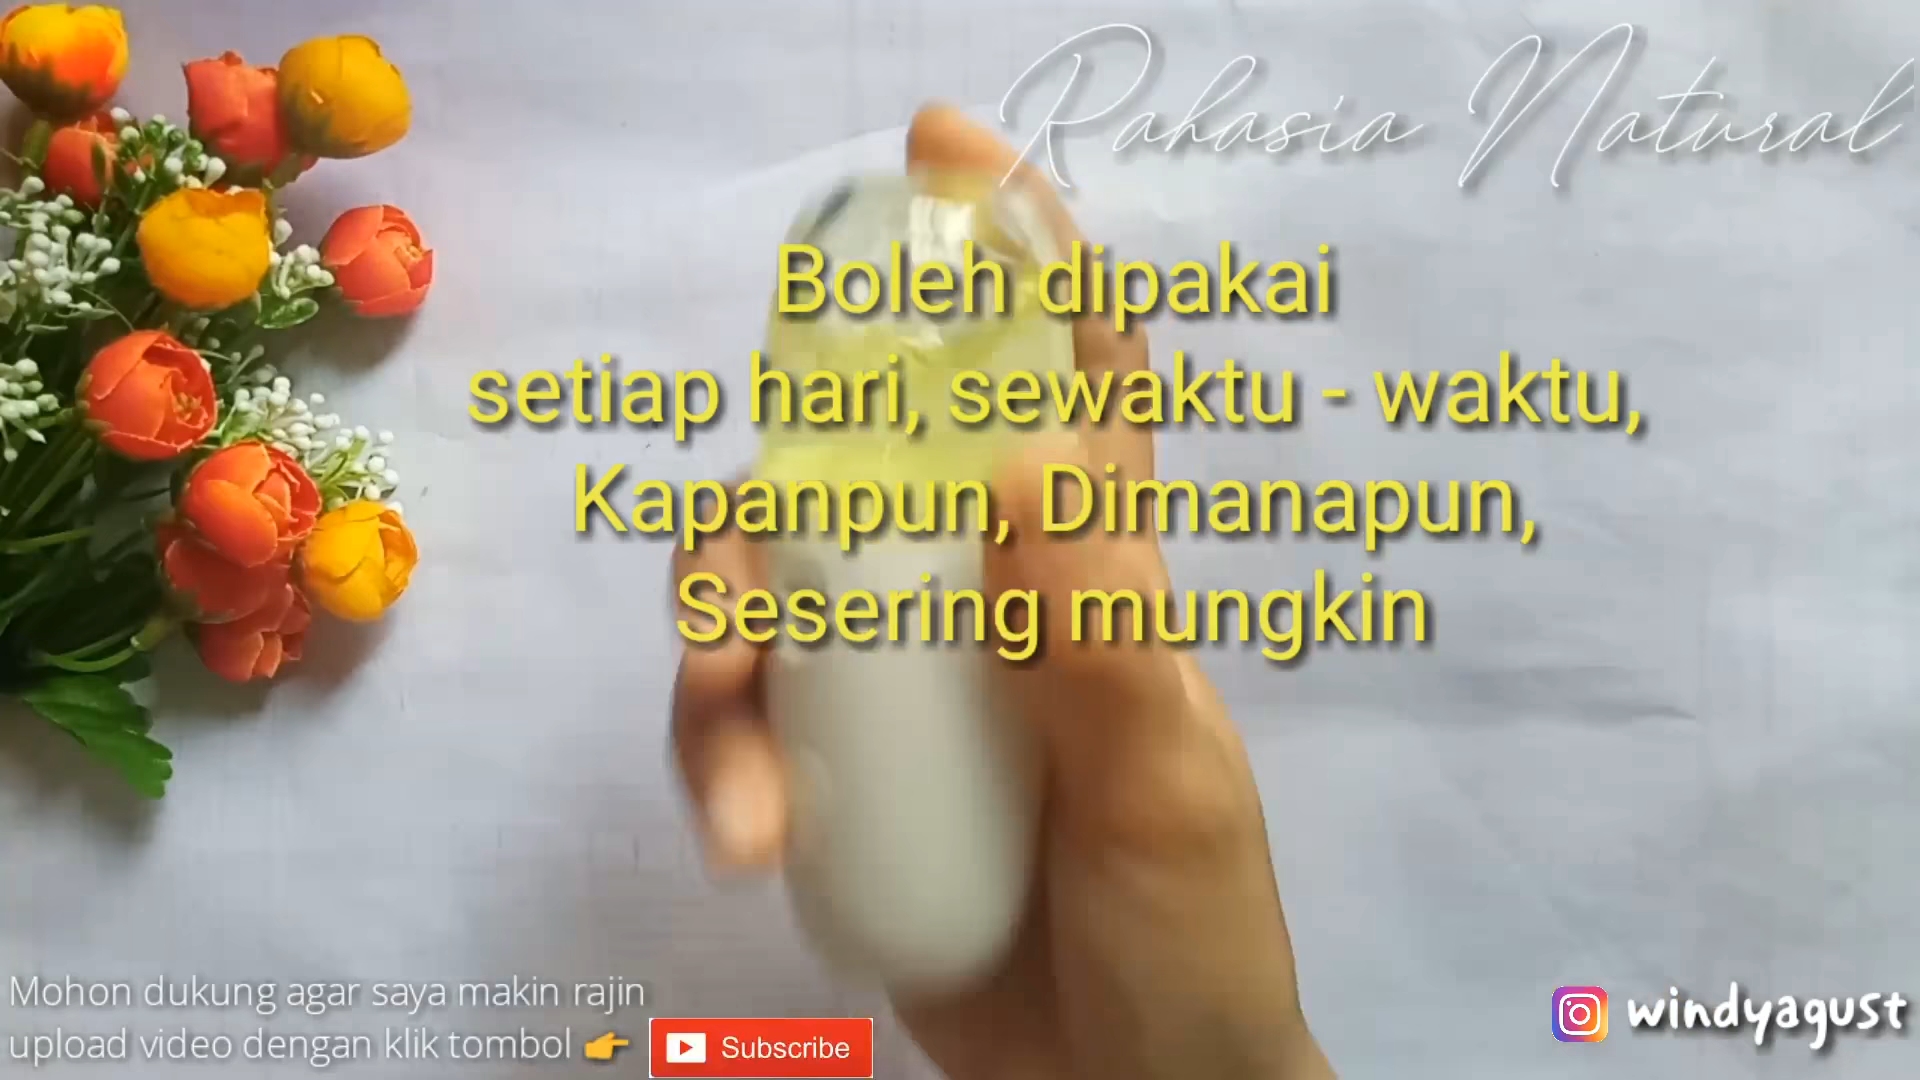 Rahasia Natural
Boleh dipakai
setiap hari, sewaktu - waktu,
Kapanpun, Dimanapun,
Sesering mungkin
Mohon dukung agar saya makin rajin
upload video dengan klik tombol 👉
Subscribe
windyagust